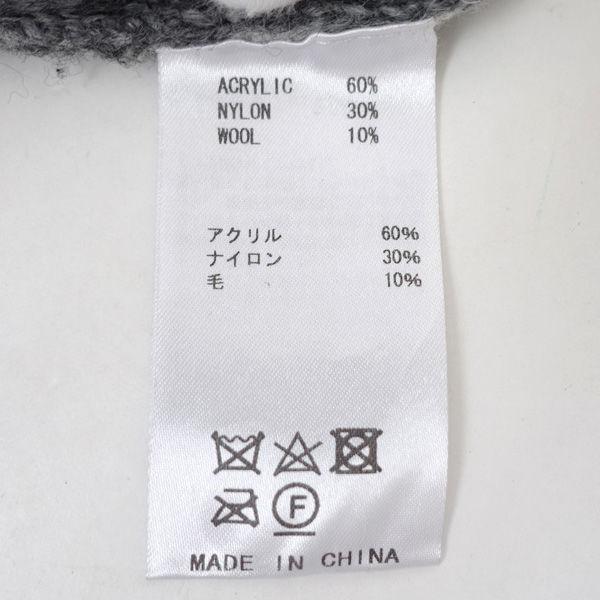 ACRYLIC 60%
NYLON 30%
WOOL 10%
アクリル 60%
ナイロン 30%
毛 10%
F
MADE IN CHINA